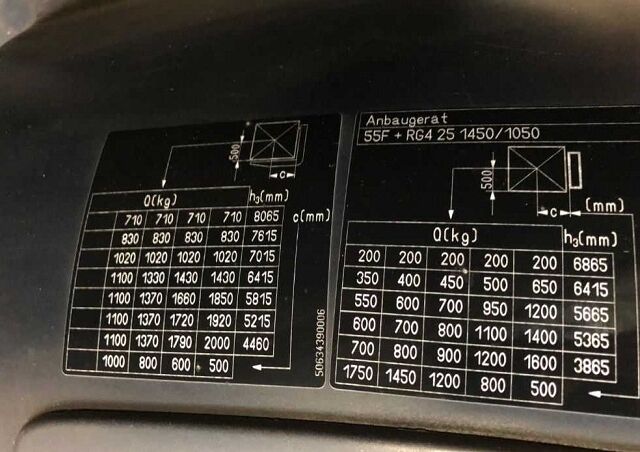 500
c
Q(kg) h₃(mm)
710 710 710 710 8065 c(mm)
830 830 830 830 7615
1020 1020 1020 1020 7015
1100 1330 1430 1430 6415
1100 1370 1660 1850 5815
1100 1370 1720 1920 5215
1100 1370 1790 2000 4460
1000 800 600 500
50634390006
Anbaugerät
55F + RG4 25 1450/1050
500
c (mm)
Q(kg) h₃(mm)
200 200 200 200 200 6865
350 400 450 500 650 6415
550 600 700 950 1200 5665
600 700 800 1100 1400 5365
700 800 900 1200 1600 3865
1750 1450 1200 800 500